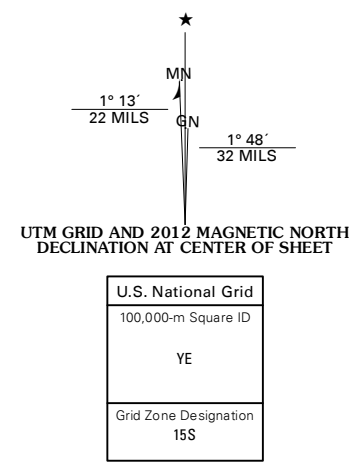 MN
1° 13´
22 MILS
GN
1° 48´
32 MILS
UTM GRID AND 2012 MAGNETIC NORTH
DECLINATION AT CENTER OF SHEET
U.S. National Grid
100,000-m Square ID
YE
Grid Zone Designation
15S